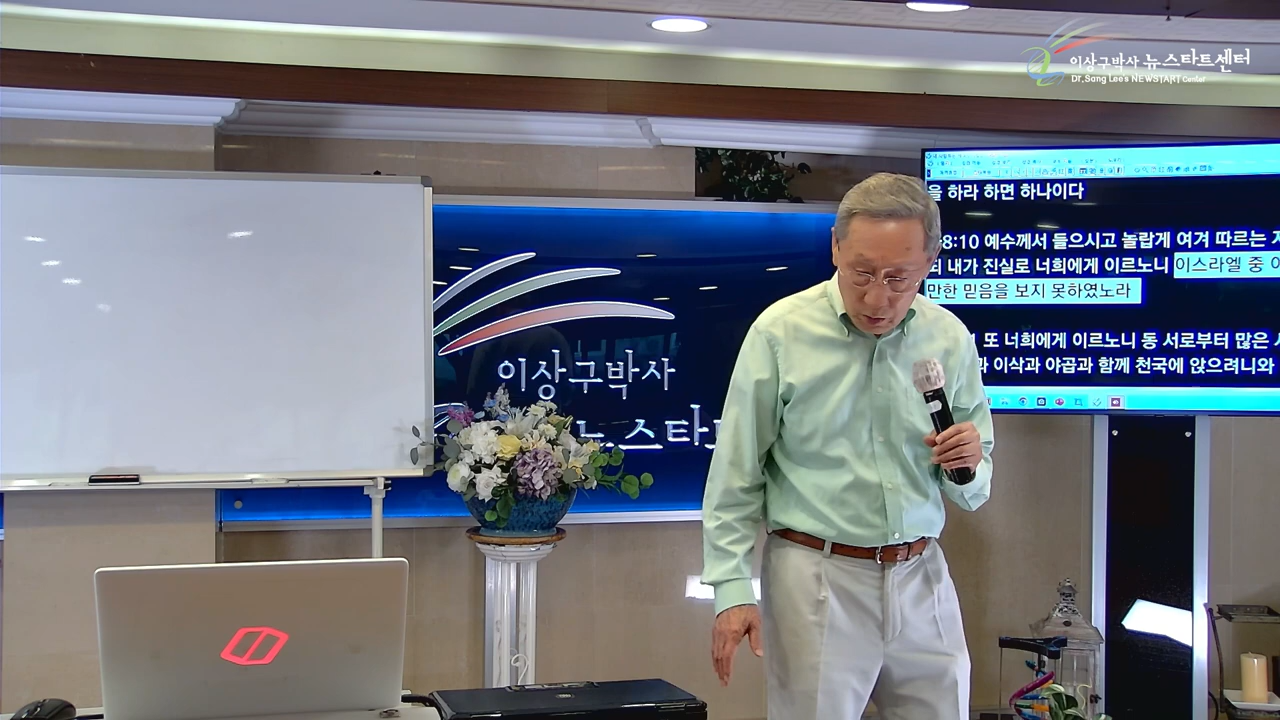 이상구박사 뉴스타트센터
Dr.Sang Lee's NEWSTART Center
을 하라 하면 하나이다
8:10 예수께서 들으시고 놀랍게 여겨 따르는
내가 진실로 너희에게 이르노니 이스라엘 중
만한 믿음을 보지 못하였노라
또 너희에게 이르노니 동 서로부터 많은
이삭과 야곱과 함께 천국에 앉으려니와
이상구박사
뉴스타